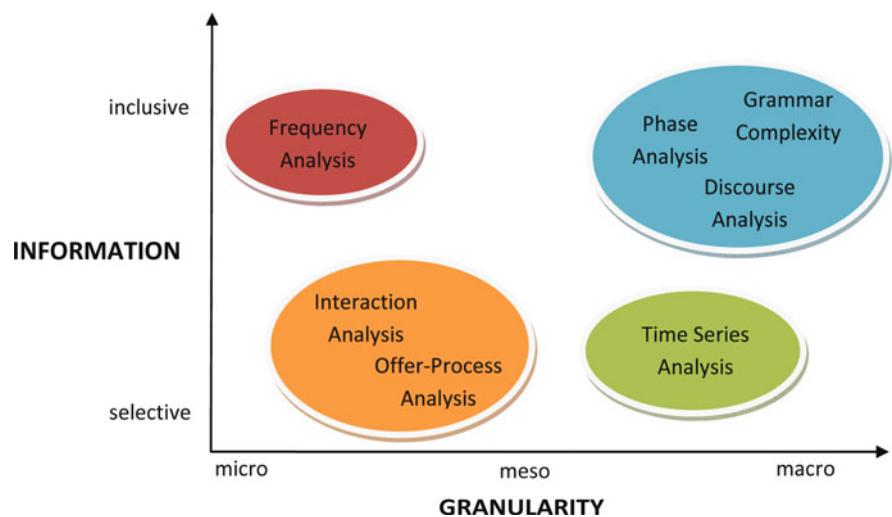 inclusive
Frequency
Analysis
Grammar
Complexity
Phase
Analysis
Discourse
Analysis
INFORMATION
Interaction
Analysis
Offer-Process
Analysis
Time Series
Analysis
selective
micro
meso
macro
GRANULARITY